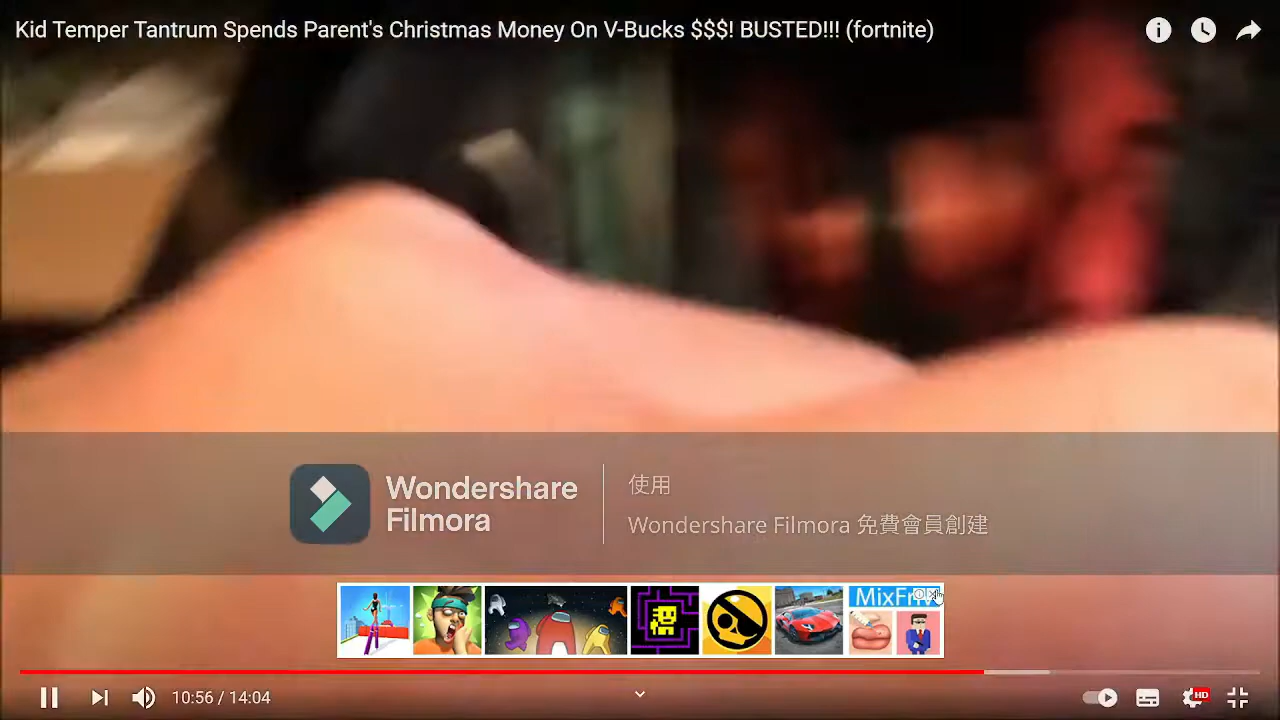 Kid Temper Tantrum Spends Parent's Christmas Money On V-Bucks $$$! BUSTED!!! (fortnite)
Wondershare
Filmora
使用
Wondershare Filmora 免費會員創建
10:56 / 14:04
HD